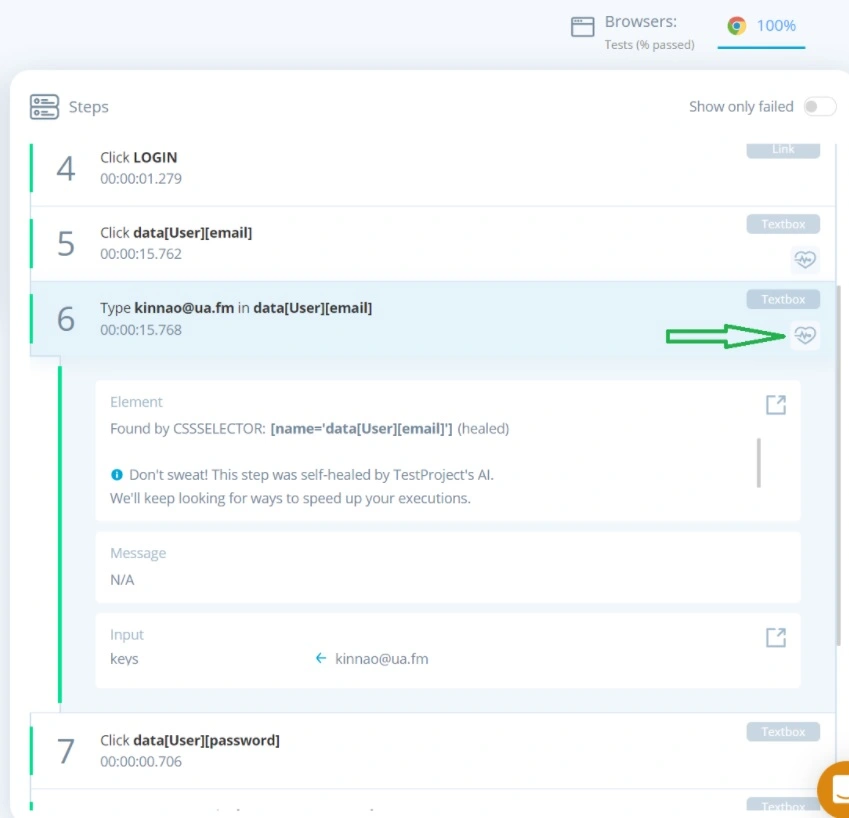 Browsers:
100%
Tests (% passed)
Steps
Show only failed
Link
4
Click LOGIN
00:00:01.279
Textbox
5
Click data[User][email]
00:00:15.762
Textbox
6
Type kinnao@ua.fm in data[User][email]
00:00:15.768
Element
Found by CSSSELECTOR: [name='data[User][email]'] (healed)
Don't sweat! This step was self-healed by TestProject's AI.
We'll keep looking for ways to speed up your executions.
Message
N/A
Input
keys
kinnao@ua.fm
Textbox
7
Click data[User][password]
00:00:00.706
Textbox